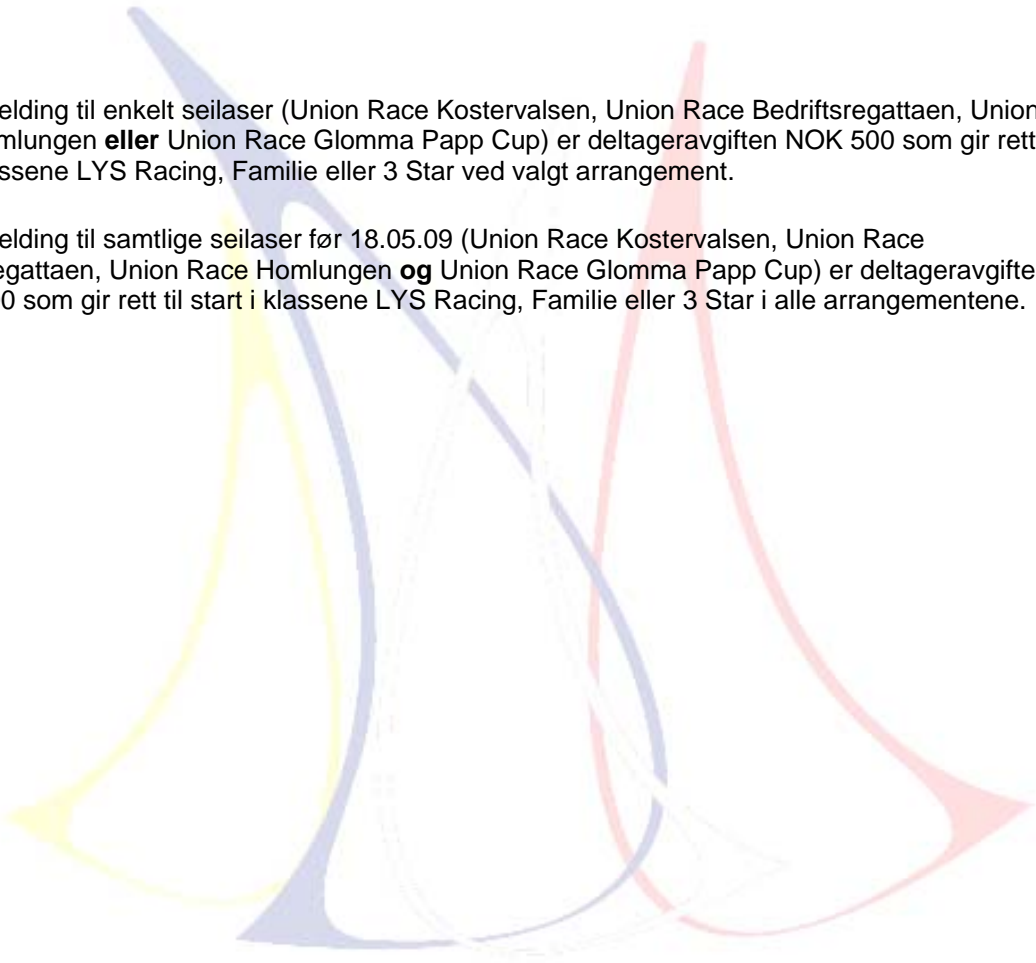 elding til enkelt seilaser (Union Race Kostervalsen, Union Race Bedriftsregattaen, Union
mlungen eller Union Race Glomma Papp Cup) er deltageravgiften NOK 500 som gir rett
ssene LYS Racing, Familie eller 3 Star ved valgt arrangement.
elding til samtlige seilaser før 18.05.09 (Union Race Kostervalsen, Union Race
egattaen, Union Race Homlungen og Union Race Glomma Papp Cup) er deltageravgifte
0 som gir rett til start i klassene LYS Racing, Familie eller 3 Star i alle arrangementene.